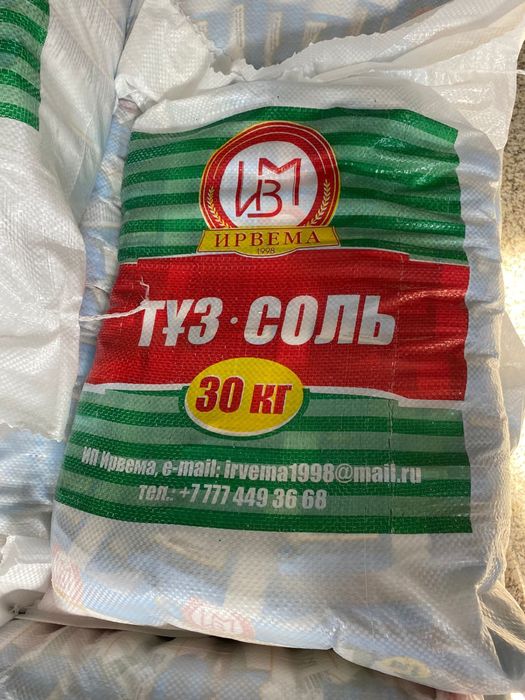 ИВМ
ИРВЕМА
1998
ТҰЗ · СОЛЬ
30 КГ
ИП Ирвема, e-mail: irvema1998@mail.ru
тел.: +7 777 449 36 68